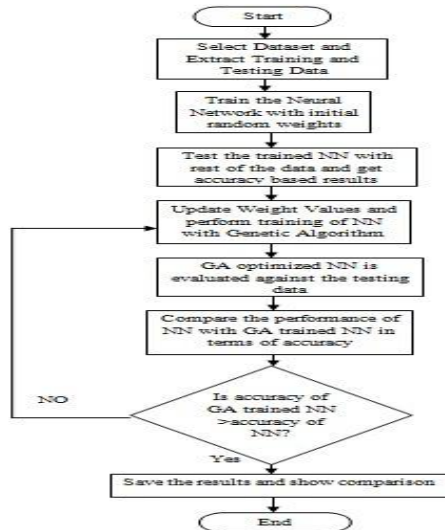 Start
Select Dataset and
Extract Training and
Testing Data
Train the Neural
Network with initial
random weights
Test the trained NN with
rest of the data and get
accuracy based results
Update Weight Values and
perform training of NN
with Genetic Algorithm
GA optimized NN is
evaluated against the testing
data
Compare the performance of
NN with GA trained NN in
terms of accuracy
NO
Is accuracy of
GA trained NN
>accuracy of
NN?
Yes
Save the results and show comparison
End